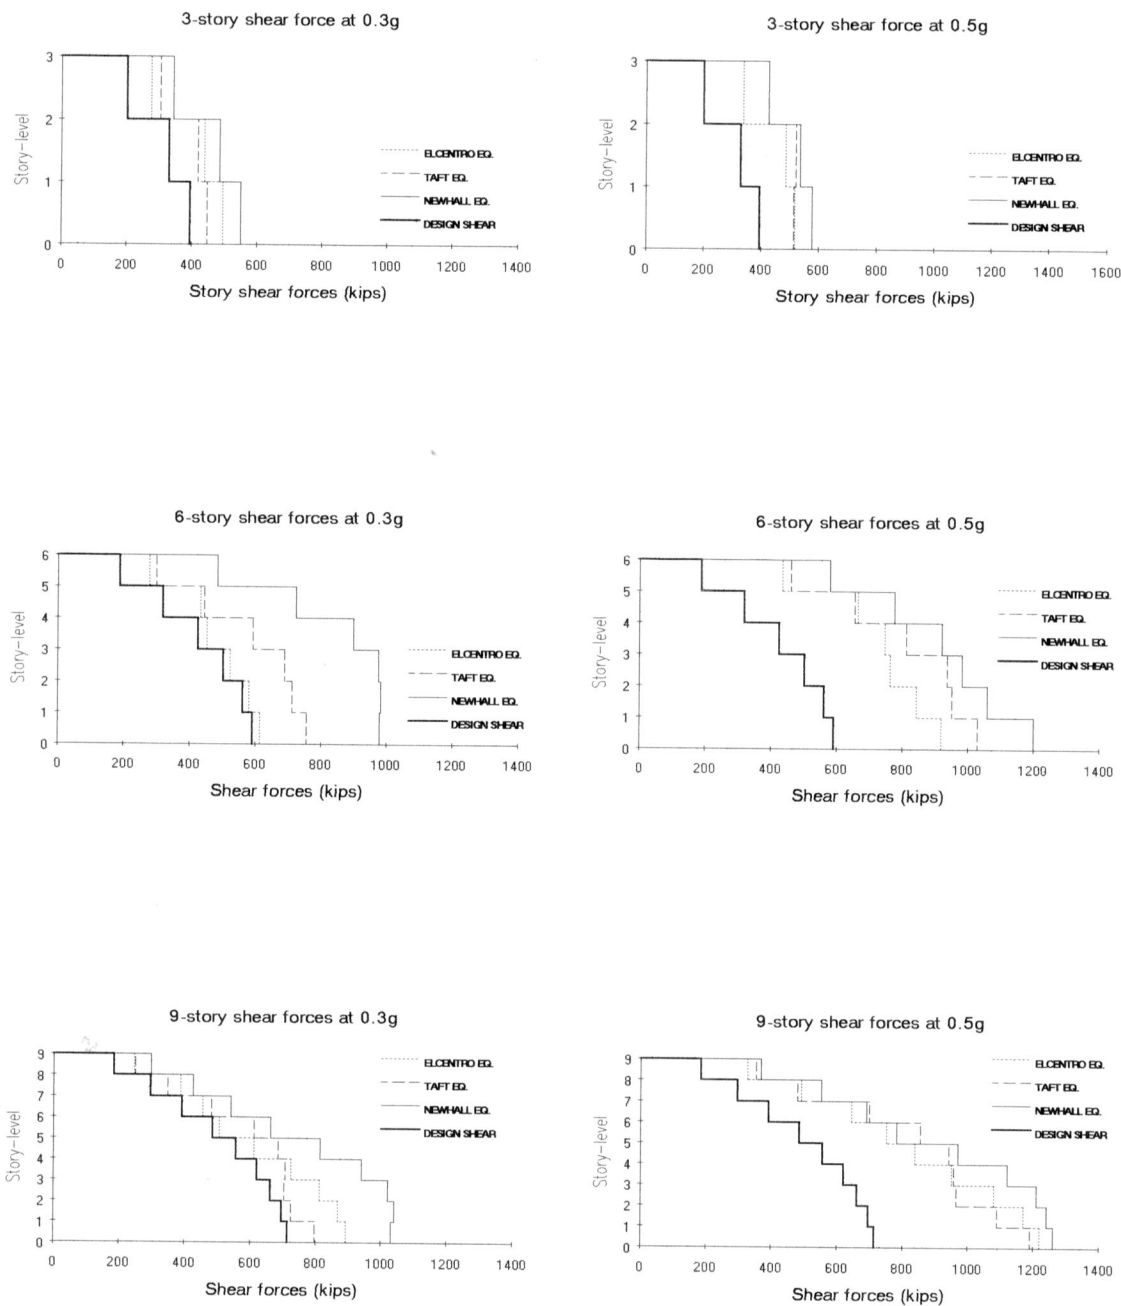 3-story shear force at 0.3g
3
2
1
0
Story-level
ELCENTRO EQ.
TAFT EQ.
NEWHALL EQ.
DESIGN SHEAR
0 200 400 600 800 1000 1200 1400
Story shear forces (kips)
3-story shear force at 0.5g
3
2
1
0
Story-level
ELCENTRO EQ.
TAFT EQ.
NEWHALL EQ.
DESIGN SHEAR
0 200 400 600 800 1000 1200 1400 1600
Story shear forces (kips)
6-story shear forces at 0.3g
6
5
4
3
2
1
0
Story-level
ELCENTRO EQ.
TAFT EQ.
NEWHALL EQ.
DESIGN SHEAR
0 200 400 600 800 1000 1200 1400
Shear forces (kips)
6-story shear forces at 0.5g
6
5
4
3
2
1
0
Story-level
ELCENTRO EQ.
TAFT EQ.
NEWHALL EQ.
DESIGN SHEAR
0 200 400 600 800 1000 1200 1400
Shear forces (kips)
9-story shear forces at 0.3g
9
8
7
6
5
4
3
2
1
0
Story-level
ELCENTRO EQ.
TAFT EQ.
NEWHALL EQ.
DESIGN SHEAR
0 200 400 600 800 1000 1200 1400
Shear forces (kips)
9-story shear forces at 0.5g
9
8
7
6
5
4
3
2
1
0
Story-level
ELCENTRO EQ.
TAFT EQ.
NEWHALL EQ.
DESIGN SHEAR
0 200 400 600 800 1000 1200 1400
Shear forces (kips)